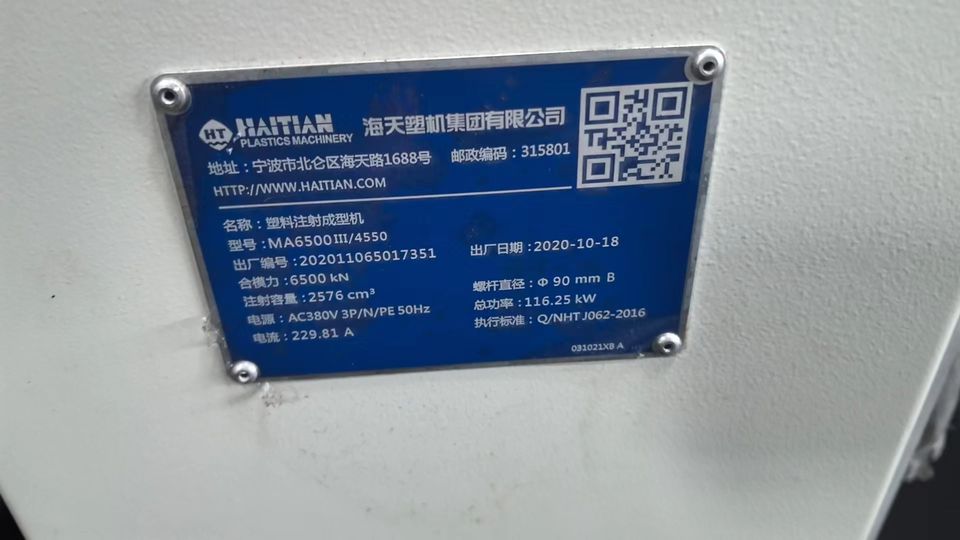 HT HAITIAN 海天塑机集团有限公司
PLASTICS MACHINERY
地址：宁波市北仑区海天路1688号 邮政编码：315801
HTTP://WWW.HAITIAN.COM
名称：塑料注射成型机
型号：MA6500III/4550
出厂编号：202011065017351 出厂日期：2020-10-18
合模力：6500 kN 螺杆直径：Φ 90 mm B
注射容量：2576 cm³ 总功率：116.25 kW
电源：AC380V 3P/N/PE 50Hz 执行标准：Q/NHTJ062-2016
电流：229.81 A
031021XB A